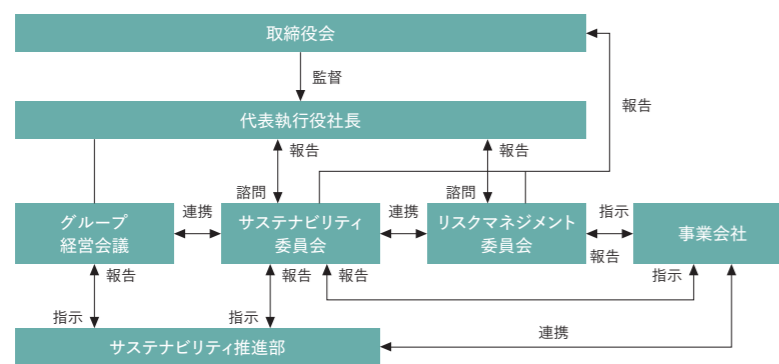 取締役会
監督
報告
代表執行役社長
報告
報告
諮問
諮問
グループ
経営会議
連携
サステナビリティ
委員会
連携
リスクマネジメント
委員会
指示
報告
事業会社
報告
報告
報告
指示
指示
指示
サステナビリティ推進部
連携